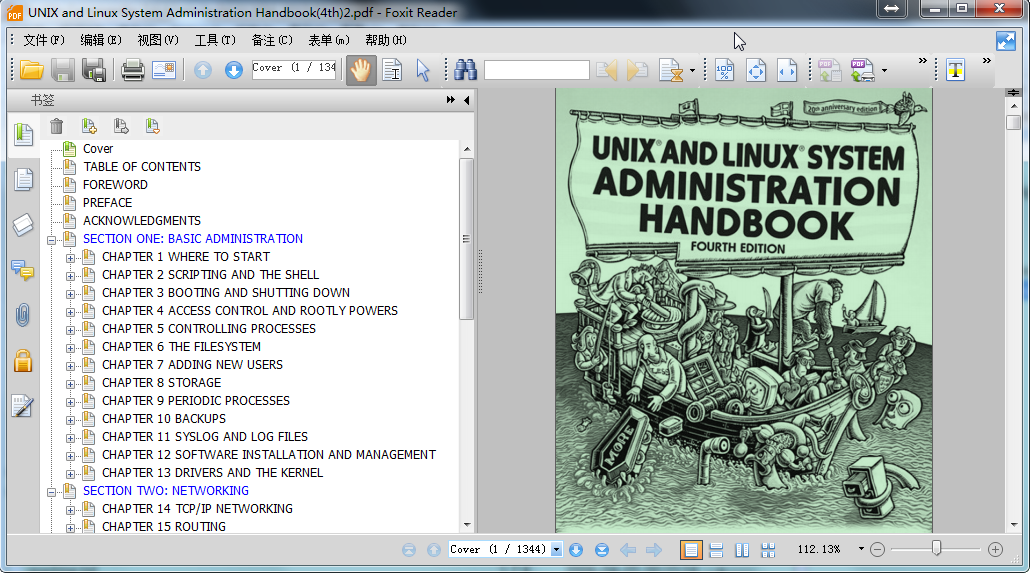 UNIX and Linux System Administration Handbook(4th)2.pdf - Foxit Reader
文件(F) 编辑(E) 视图(V) 工具(T) 备注(C) 表单(m) 帮助(H)
Cover (1 / 134
100%
书签
Cover
TABLE OF CONTENTS
FOREWORD
PREFACE
ACKNOWLEDGMENTS
SECTION ONE: BASIC ADMINISTRATION
CHAPTER 1 WHERE TO START
CHAPTER 2 SCRIPTING AND THE SHELL
CHAPTER 3 BOOTING AND SHUTTING DOWN
CHAPTER 4 ACCESS CONTROL AND ROOTLY POWERS
CHAPTER 5 CONTROLLING PROCESSES
CHAPTER 6 THE FILESYSTEM
CHAPTER 7 ADDING NEW USERS
CHAPTER 8 STORAGE
CHAPTER 9 PERIODIC PROCESSES
CHAPTER 10 BACKUPS
CHAPTER 11 SYSLOG AND LOG FILES
CHAPTER 12 SOFTWARE INSTALLATION AND MANAGEMENT
CHAPTER 13 DRIVERS AND THE KERNEL
SECTION TWO: NETWORKING
CHAPTER 14 TCP/IP NETWORKING
CHAPTER 15 ROUTING
20th anniversary edition
UNIX® AND LINUX® SYSTEM
ADMINISTRATION
HANDBOOK
FOURTH EDITION
LESS
MORE
Cover (1 / 1344)
112.13%